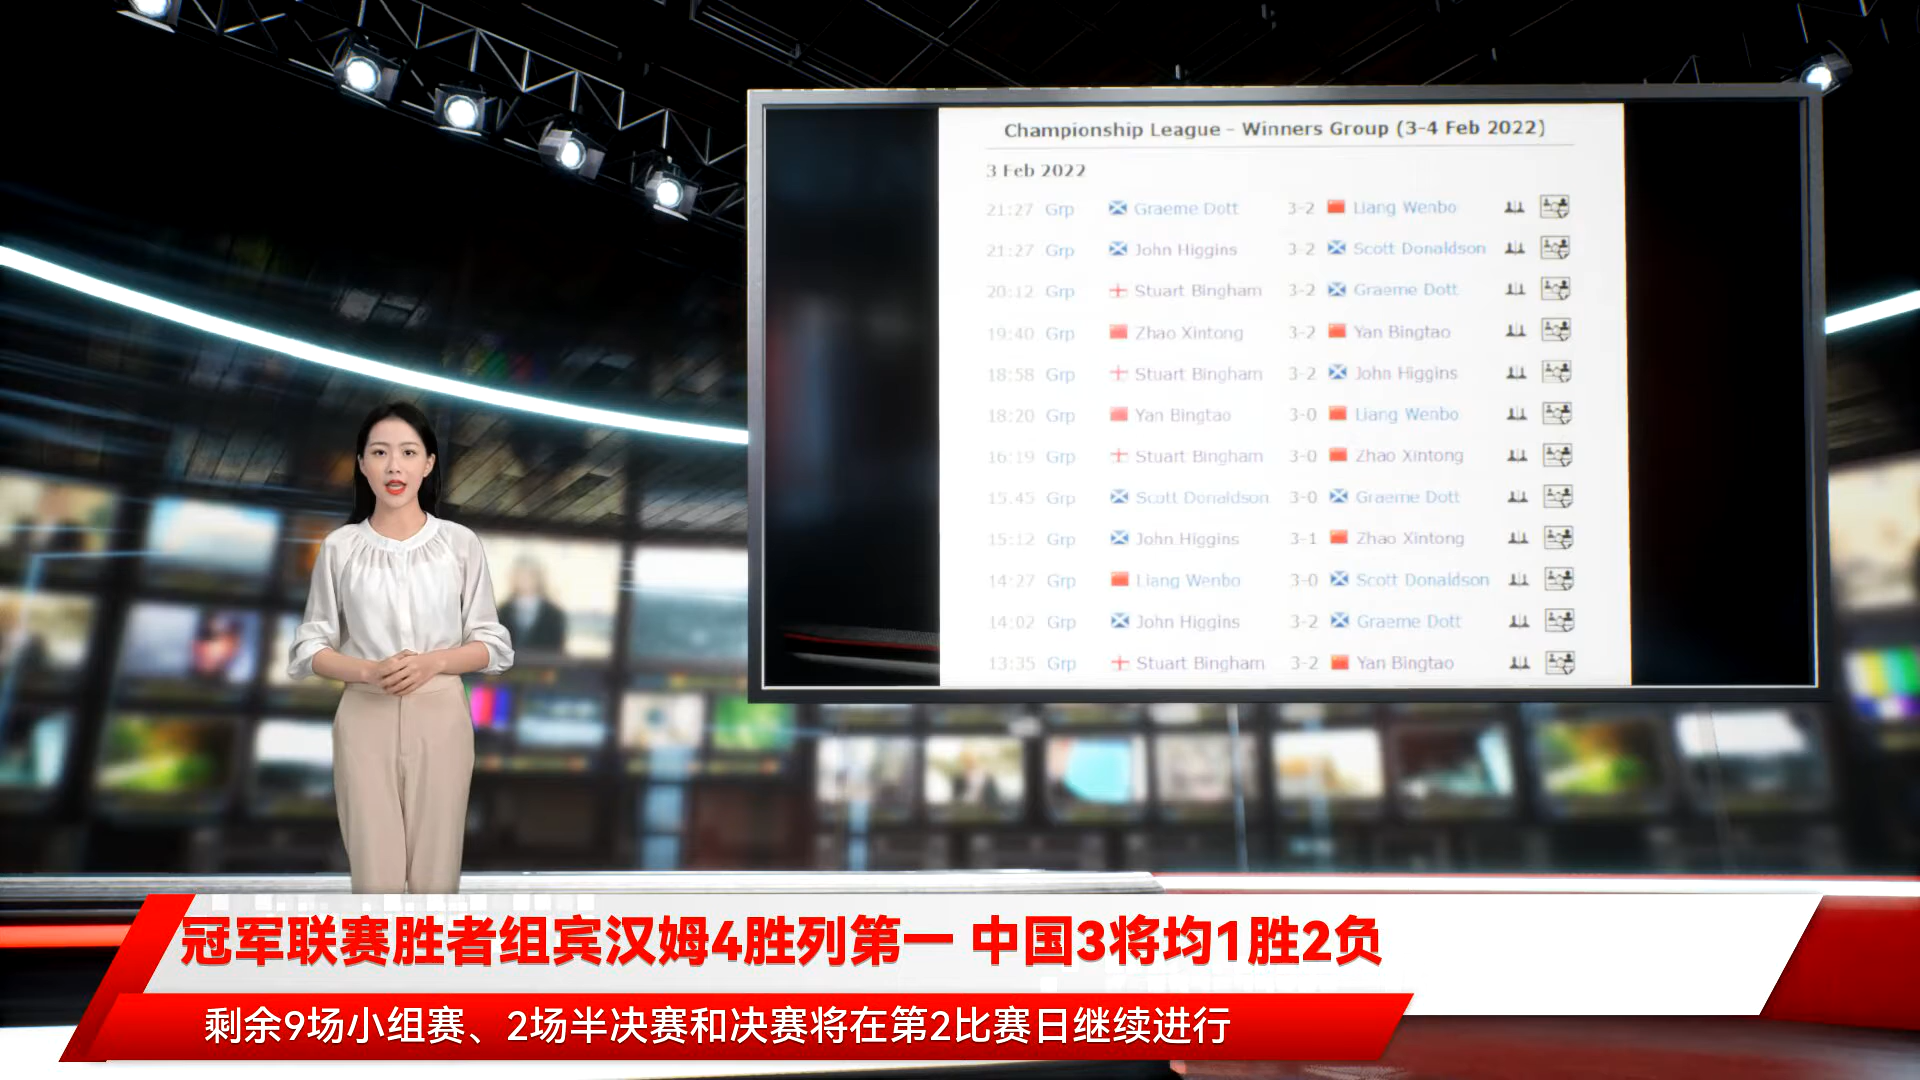 Championship League - Winners Group (3-4 Feb 2022)
3 Feb 2022
21:27 Grp Graeme Dott 3-2 Liang Wenbo
21:27 Grp John Higgins 3-2 Scott Donaldson
20:12 Grp Stuart Bingham 3-2 Graeme Dott
19:40 Grp Zhao Xintong 3-2 Yan Bingtao
18:58 Grp Stuart Bingham 3-2 John Higgins
18:20 Grp Yan Bingtao 3-0 Liang Wenbo
16:19 Grp Stuart Bingham 3-0 Zhao Xintong
15:45 Grp Scott Donaldson 3-0 Graeme Dott
15:12 Grp John Higgins 3-1 Zhao Xintong
14:27 Grp Liang Wenbo 3-0 Scott Donaldson
14:02 Grp John Higgins 3-2 Graeme Dott
13:35 Grp Stuart Bingham 3-2 Yan Bingtao
冠军联赛胜者组宾汉姆4胜列第一 中国3将均1胜2负
剩余9场小组赛、2场半决赛和决赛将在第2比赛日继续进行